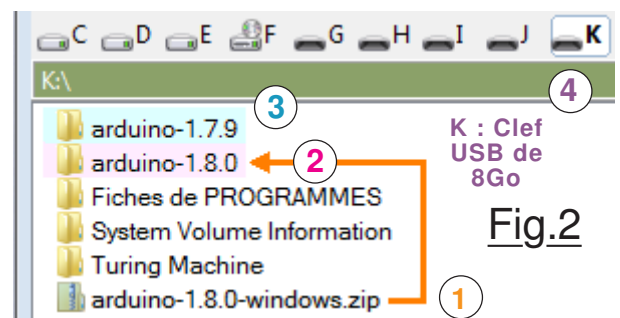 C D E F G H I J K
K:\
4
3
arduino-1.7.9
K : Clef
USB de
8Go
arduino-1.8.0
2
Fiches de PROGRAMMES
System Volume Information
Fig.2
Turing Machine
arduino-1.8.0-windows.zip
1